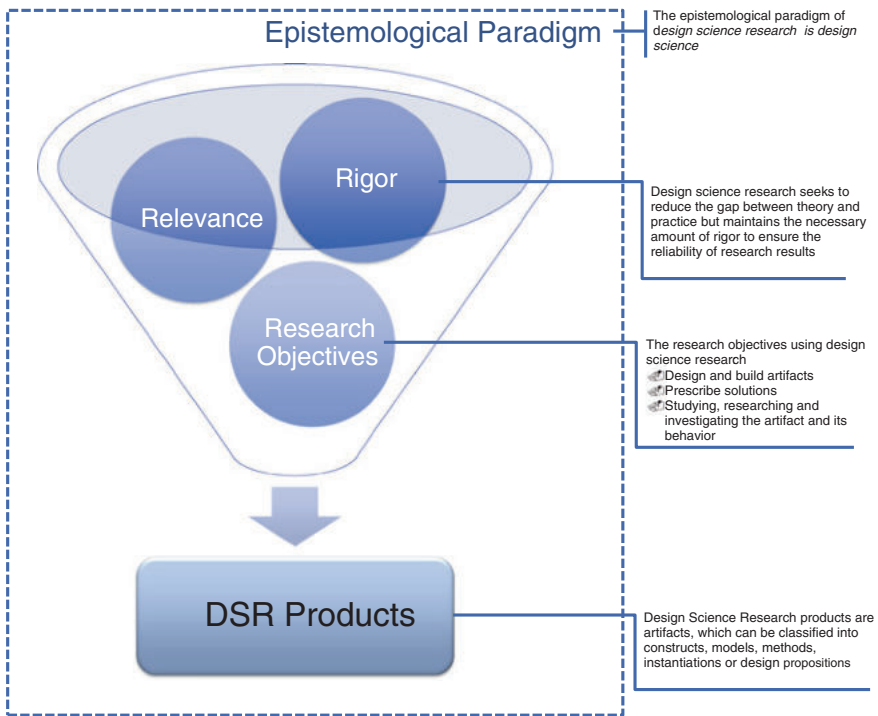 Epistemological Paradigm
The epistemological paradigm of
design science research is design
science
Rigor
Relevance
Design science research seeks to
reduce the gap between theory and
practice but maintains the necessary
amount of rigor to ensure the
reliability of research results
Research
Objectives
The research objectives using design
science research
Design and build artifacts
Prescribe solutions
Studying, researching and
investigating the artifact and its
behavior
DSR Products
Design Science Research products are
artifacts, which can be classified into
constructs, models, methods,
instantiations or design propositions